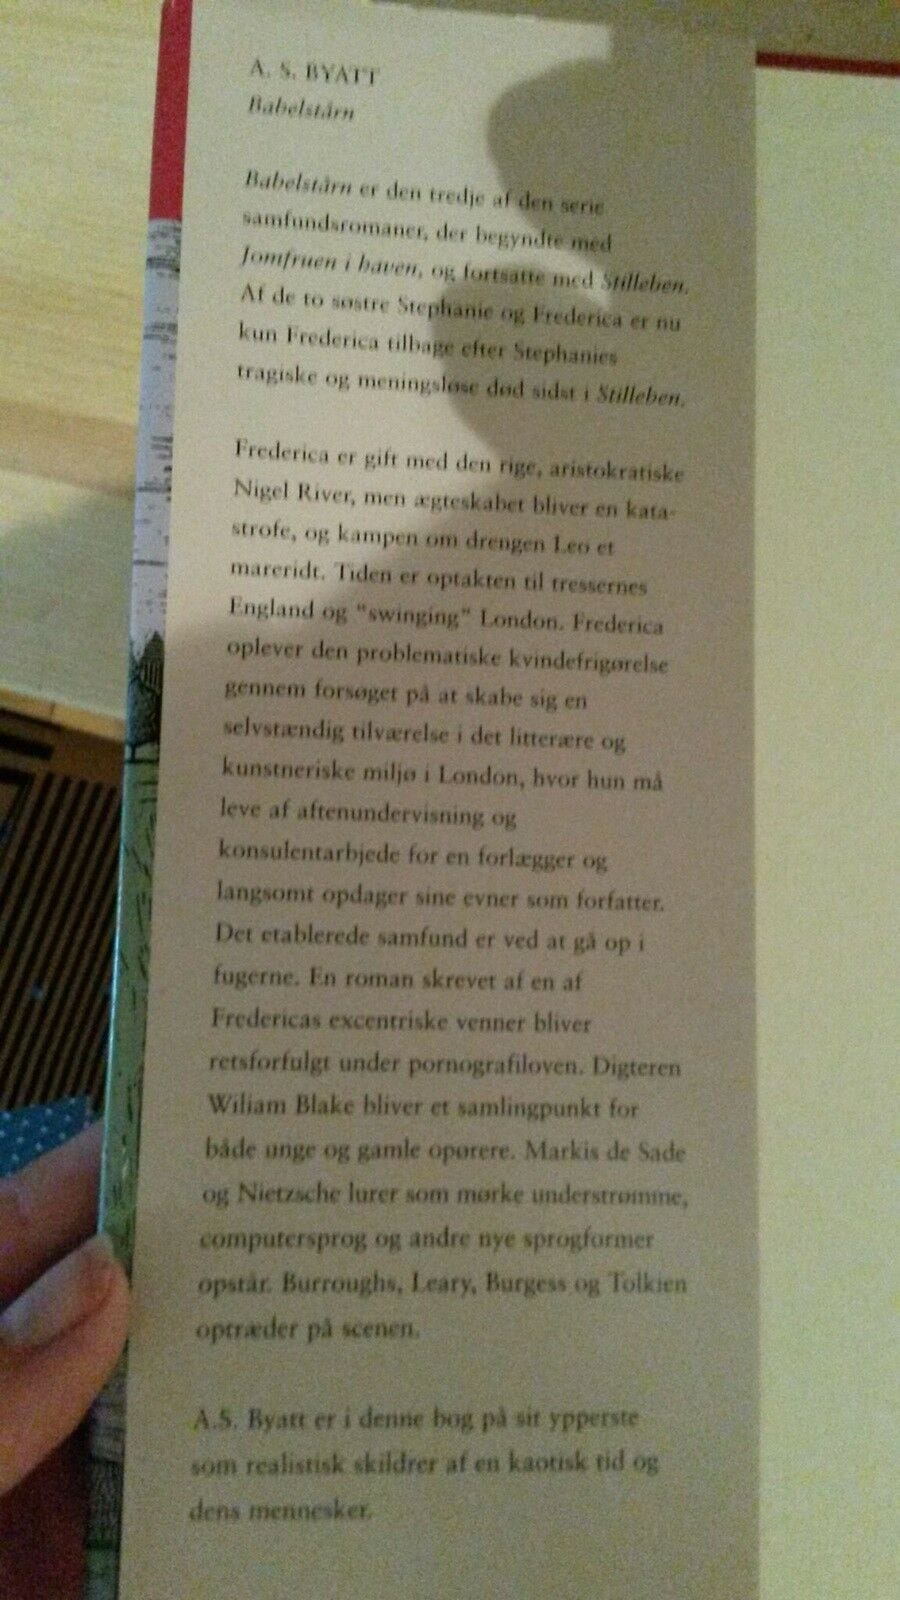 A. S. BYATT
Babelstårn
Babelstårn er den tredje af den serie
samfundsromaner, der begyndte med
Jomfruen i haven, og fortsatte med Stilleben.
Af de to søstre Stephanie og Frederica er nu
kun Frederica tilbage efter Stephanies
tragiske og meningsløse død sidst i Stilleben.
Frederica er gift med den rige, aristokratiske
Nigel River, men ægteskabet bliver en kata-
strofe, og kampen om drengen Leo et
mareridt. Tiden er optakten til tressernes
England og "swinging" London. Frederica
oplever den problematiske kvindefrigørelse
gennem forsøget på at skabe sig en
selvstændig tilværelse i det litterære og
kunstneriske miljø i London, hvor hun må
leve af aftenundervisning og
konsulentarbjede for en forlægger og
langsomt opdager sine evner som forfatter.
Det etablerede samfund er ved at gå op i
fugerne. En roman skrevet af en af
Fredericas excentriske venner bliver
retsforfulgt under pornografiloven. Digteren
Wiliam Blake bliver et samlingpunkt for
både unge og gamle oprørere. Markis de Sade
og Nietzsche lurer som mørke understrømme,
computersprog og andre nye sprogformer
opstår. Burroughs, Leary, Burgess og Tolkien
optræder på scenen.
A.S. Byatt er i denne bog på sit ypperste
som realistisk skildrer af en kaotisk tid og
dens mennesker.